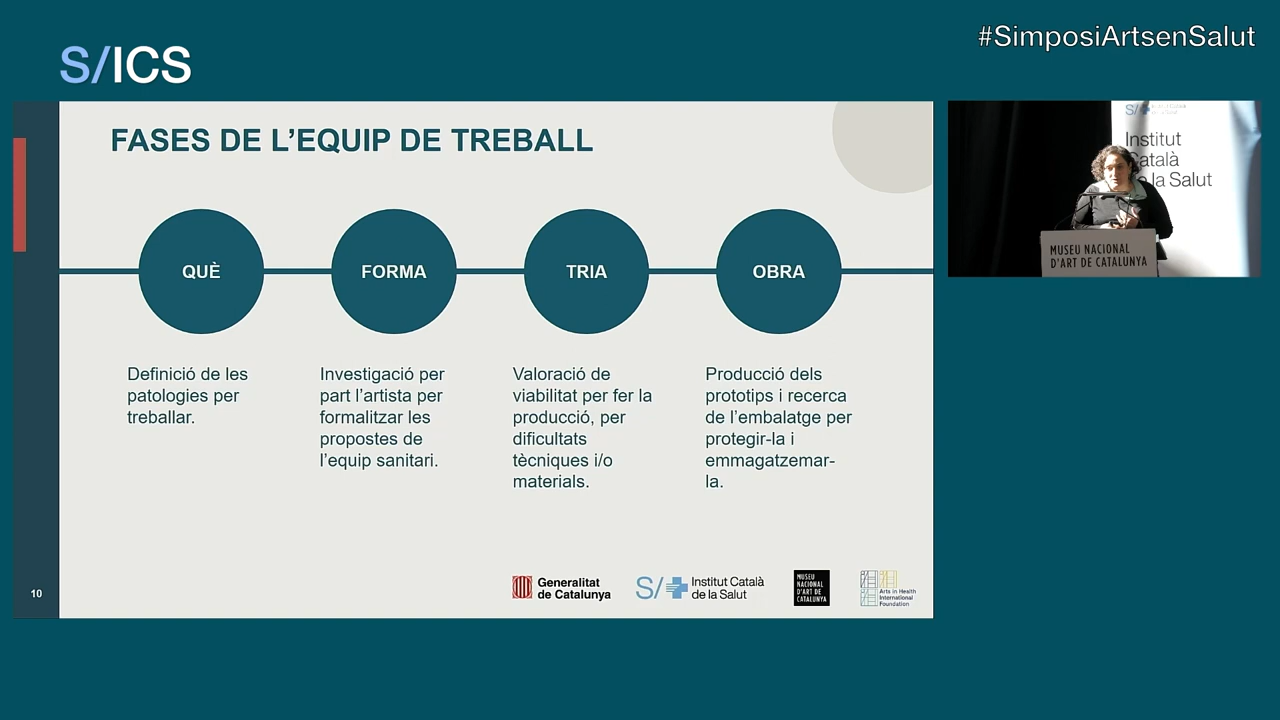 #SimposiArtsenSalut
S/ICS
FASES DE L’EQUIP DE TREBALL
QUÈ
FORMA
TRIA
OBRA
Definició de les
patologies per
treballar.
Investigació per
part l’artista per
formalitzar les
propostes de
l’equip sanitari.
Valoració de
viabilitat per fer la
producció, per
dificultats
tècniques i/o
materials.
Producció dels
prototips i recerca
de l’embalatge per
protegir-la i
emmagatzemar-
la.
10
Generalitat
de Catalunya
S/
Institut Català
de la Salut
MUSEU
NACIONAL
D'ART DE
CATALUNYA
Arts in Health
International
Foundation
S/
Institut
Català
la Salut
MUSEU NACIONAL
D'ART DE CATALUNYA